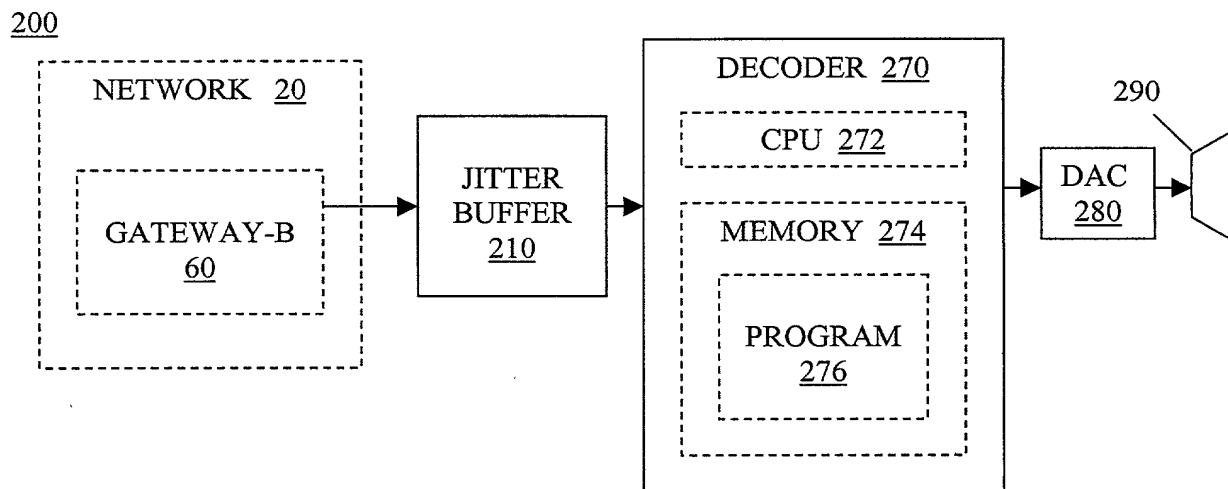 200
NETWORK 20
GATEWAY-B
60
JITTER
BUFFER
210
DECODER 270
CPU 272
MEMORY 274
PROGRAM
276
DAC
280
290